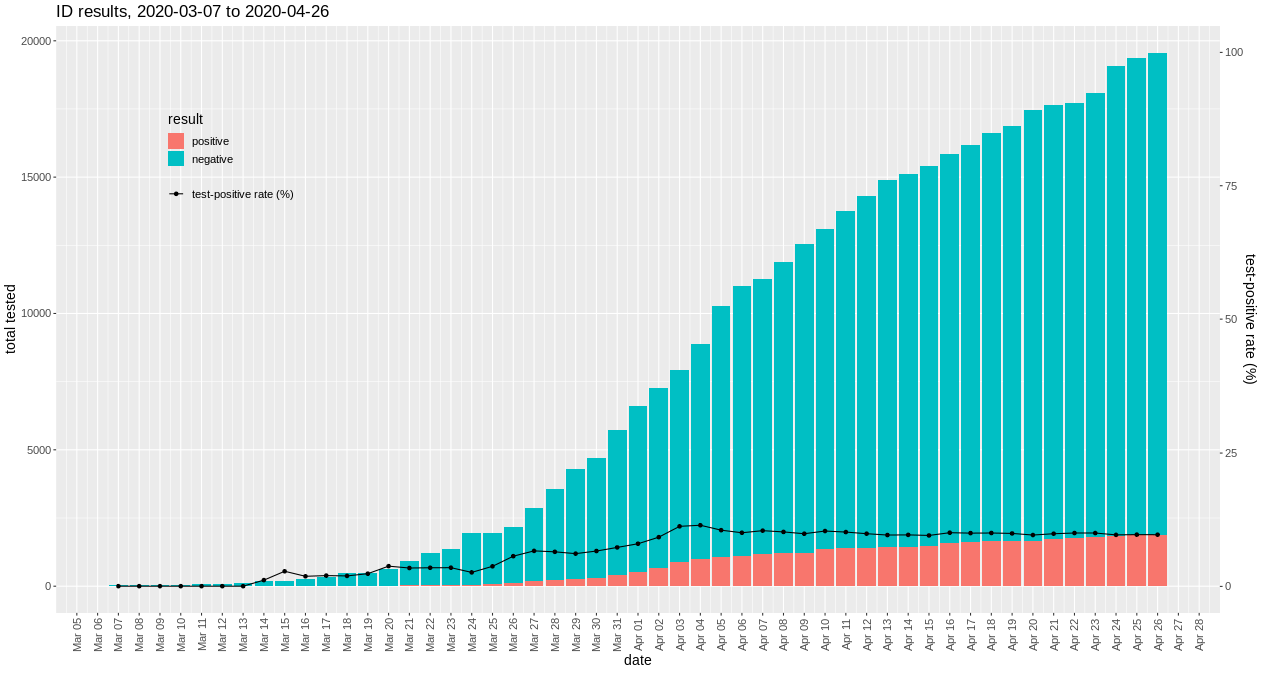 ID results, 2020-03-07 to 2020-04-26
20000
15000
10000
5000
0
total tested
result
positive
negative
test-positive rate (%)
100
75
50
25
0
test-positive rate (%)
Mar 05
Mar 06
Mar 07
Mar 08
Mar 09
Mar 10
Mar 11
Mar 12
Mar 13
Mar 14
Mar 15
Mar 16
Mar 17
Mar 18
Mar 19
Mar 20
Mar 21
Mar 22
Mar 23
Mar 24
Mar 25
Mar 26
Mar 27
Mar 28
Mar 29
Mar 30
Mar 31
Apr 01
Apr 02
Apr 03
Apr 04
Apr 05
Apr 06
Apr 07
Apr 08
Apr 09
Apr 10
Apr 11
Apr 12
Apr 13
Apr 14
Apr 15
Apr 16
Apr 17
Apr 18
Apr 19
Apr 20
Apr 21
Apr 22
Apr 23
Apr 24
Apr 25
Apr 26
Apr 27
Apr 28
date